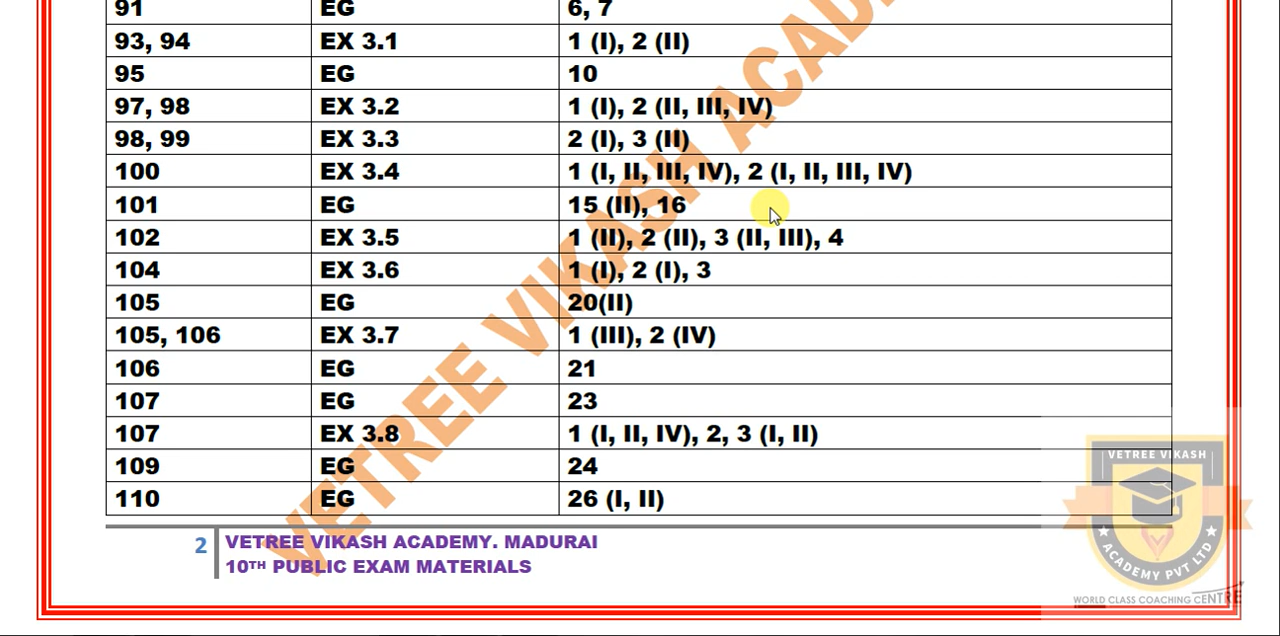 91 EG 6, 7
93, 94 EX 3.1 1 (I), 2 (II)
95 EG 10
97, 98 EX 3.2 1 (I), 2 (II, III, IV)
98, 99 EX 3.3 2 (I), 3 (II)
100 EX 3.4 1 (I, II, III, IV), 2 (I, II, III, IV)
101 EG 15 (II), 16
102 EX 3.5 1 (II), 2 (II), 3 (II, III), 4
104 EX 3.6 1 (I), 2 (I), 3
105 EG 20(II)
105, 106 EX 3.7 1 (III), 2 (IV)
106 EG 21
107 EG 23
107 EX 3.8 1 (I, II, IV), 2, 3 (I, II)
109 EG 24
110 EG 26 (I, II)
2 VETREE VIKASH ACADEMY. MADURAI
10TH PUBLIC EXAM MATERIALS
VETREE VIKASH ACAD
VETREE VIKASH
ACADEMY PVT LTD
WORLD CLASS COACHING CENTRE